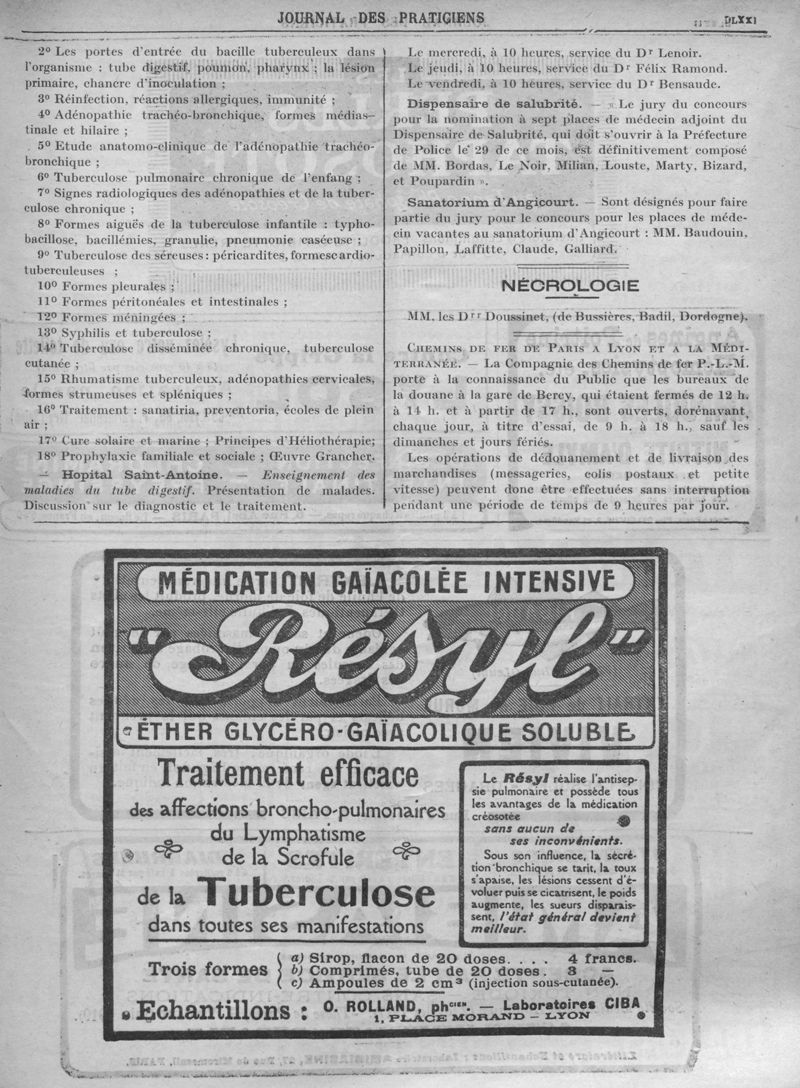 JOURNAL DES PRATICIENS
DLXXI
2º Les portes d'entrée du bacille tuberculeux dans
l'organisme : tube digestif, poumon, pharynx ; la lésion
primaire, chancre d'inoculation ;
3º Réinfection, réactions allergiques, immunité ;
4º Adénopathie trachéo-bronchique, formes médias-
tinale et hilaire ;
5º Etude anatomo-clinique de l'adénopathie trachéo-
bronchique ;
6º Tuberculose pulmonaire chronique de l'enfang ;
7º Signes radiologiques des adénopathies et de la tuber-
culose chronique ;
8º Formes aiguës de la tuberculose infantile : typho-
bacillose, bacillémies, granulie, pneumonie caséeuse ;
9º Tuberculose des séreuses : péricardites, formescardio-
tuberculeuses ;
10º Formes pleurales ;
11º Formes péritonéales et intestinales ;
12º Formes méningées ;
13º Syphilis et tuberculose ;
14º Tuberculose disséminée chronique, tuberculose
cutanée ;
15º Rhumatisme tuberculeux, adénopathies cervicales,
formes strumeuses et spléniques ;
16º Traitement : sanatiria, preventoria, écoles de plein
air ;
17º Cure solaire et marine ; Principes d'Héliothérapie;
18º Prophylaxie familiale et sociale ; Œuvre Grancher.
— Hopital Saint-Antoine. — Enseignement des
maladies du tube digestif. Présentation de malades.
Discussion sur le diagnostic et le traitement.
Le mercredi, à 10 heures, service du Dr Lenoir.
Le jeudi, à 10 heures, service du Dr Félix Ramond.
Le vendredi, à 10 heures, service du Dr Bensaude.
Dispensaire de salubrité. — « Le jury du concours
pour la nomination à sept places de médecin adjoint du
Dispensaire de Salubrité, qui doit s'ouvrir à la Préfecture
de Police le 29 de ce mois, est définitivement composé
de MM. Bordas, Le Noir, Milian, Louste, Marty, Bizard,
et Poupardin ».
Sanatorium d'Angicourt. — Sont désignés pour faire
partie du jury pour le concours pour les places de méde-
cin vacantes au sanatorium d'Angicourt : MM. Baudouin,
Papillon, Laffitte, Claude, Galliard.
NÉCROLOGIE
MM. les Drs Doussinet, (de Bussières, Badil, Dordogne).
CHEMINS DE FER DE PARIS A LYON ET A LA MÉDI-
TERRANÉE. — La Compagnie des Chemins de fer P.-L.-M.
porte à la connaissance du Public que les bureaux de
la douane à la gare de Bercy, qui étaient fermés de 12 h.
à 14 h. et à partir de 17 h., sont ouverts, dorénavant,
chaque jour, à titre d'essai, de 9 h. à 18 h., sauf les
dimanches et jours fériés.
Les opérations de dédouanement et de livraison des
marchandises (messageries, colis postaux et petite
vitesse) peuvent donc être effectuées sans interruption
pendant une période de temps de 9 heures par jour.
MÉDICATION GAÏACOLÉE INTENSIVE
"Résyl"
ÉTHER GLYCÉRO-GAÏACOLIQUE SOLUBLE
Traitement efficace
des affections broncho-pulmonaires
du Lymphatisme
de la Scrofule
de la Tuberculose
dans toutes ses manifestations
Le Résyl réalise l'antisep-
sie pulmonaire et possède tous
les avantages de la médication
créosotée
sans aucun de
ses inconvénients.
Sous son influence, la sécré-
tion bronchique se tarit, la toux
s'apaise, les lésions cessent d'é-
voluer puis se cicatrisent, le poids
augmente, les sueurs disparais-
sent, l'état général devient
meilleur.
Trois formes
a) Sirop, flacon de 20 doses. . . . 4 francs.
b) Comprimés, tube de 20 doses . 3 —
c) Ampoules de 2 cm³ (injection sous-cutanée).
Echantillons : O. ROLLAND, phcien. — Laboratoires CIBA
1, PLACE MORAND – LYON